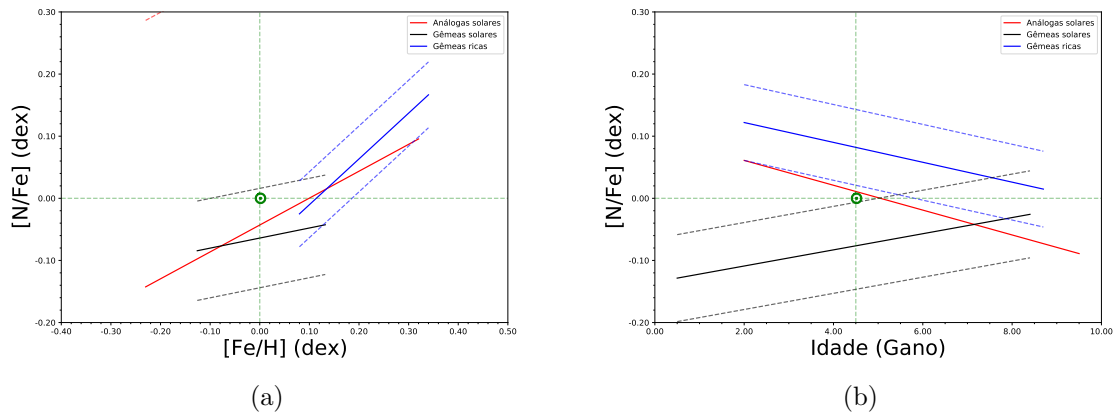 0.30
0.20
0.10
0.00
-0.10
-0.20
[N/Fe] (dex)
-0.40 -0.30 -0.20 -0.10 0.00 0.10 0.20 0.30 0.40 0.50
[Fe/H] (dex)
Análogas solares
Gêmeas solares
Gêmeas ricas
(a)
0.30
0.20
0.10
0.00
-0.10
-0.20
[N/Fe] (dex)
0.00 2.00 4.00 6.00 8.00 10.00
Idade (Gano)
Análogas solares
Gêmeas solares
Gêmeas ricas
(b)